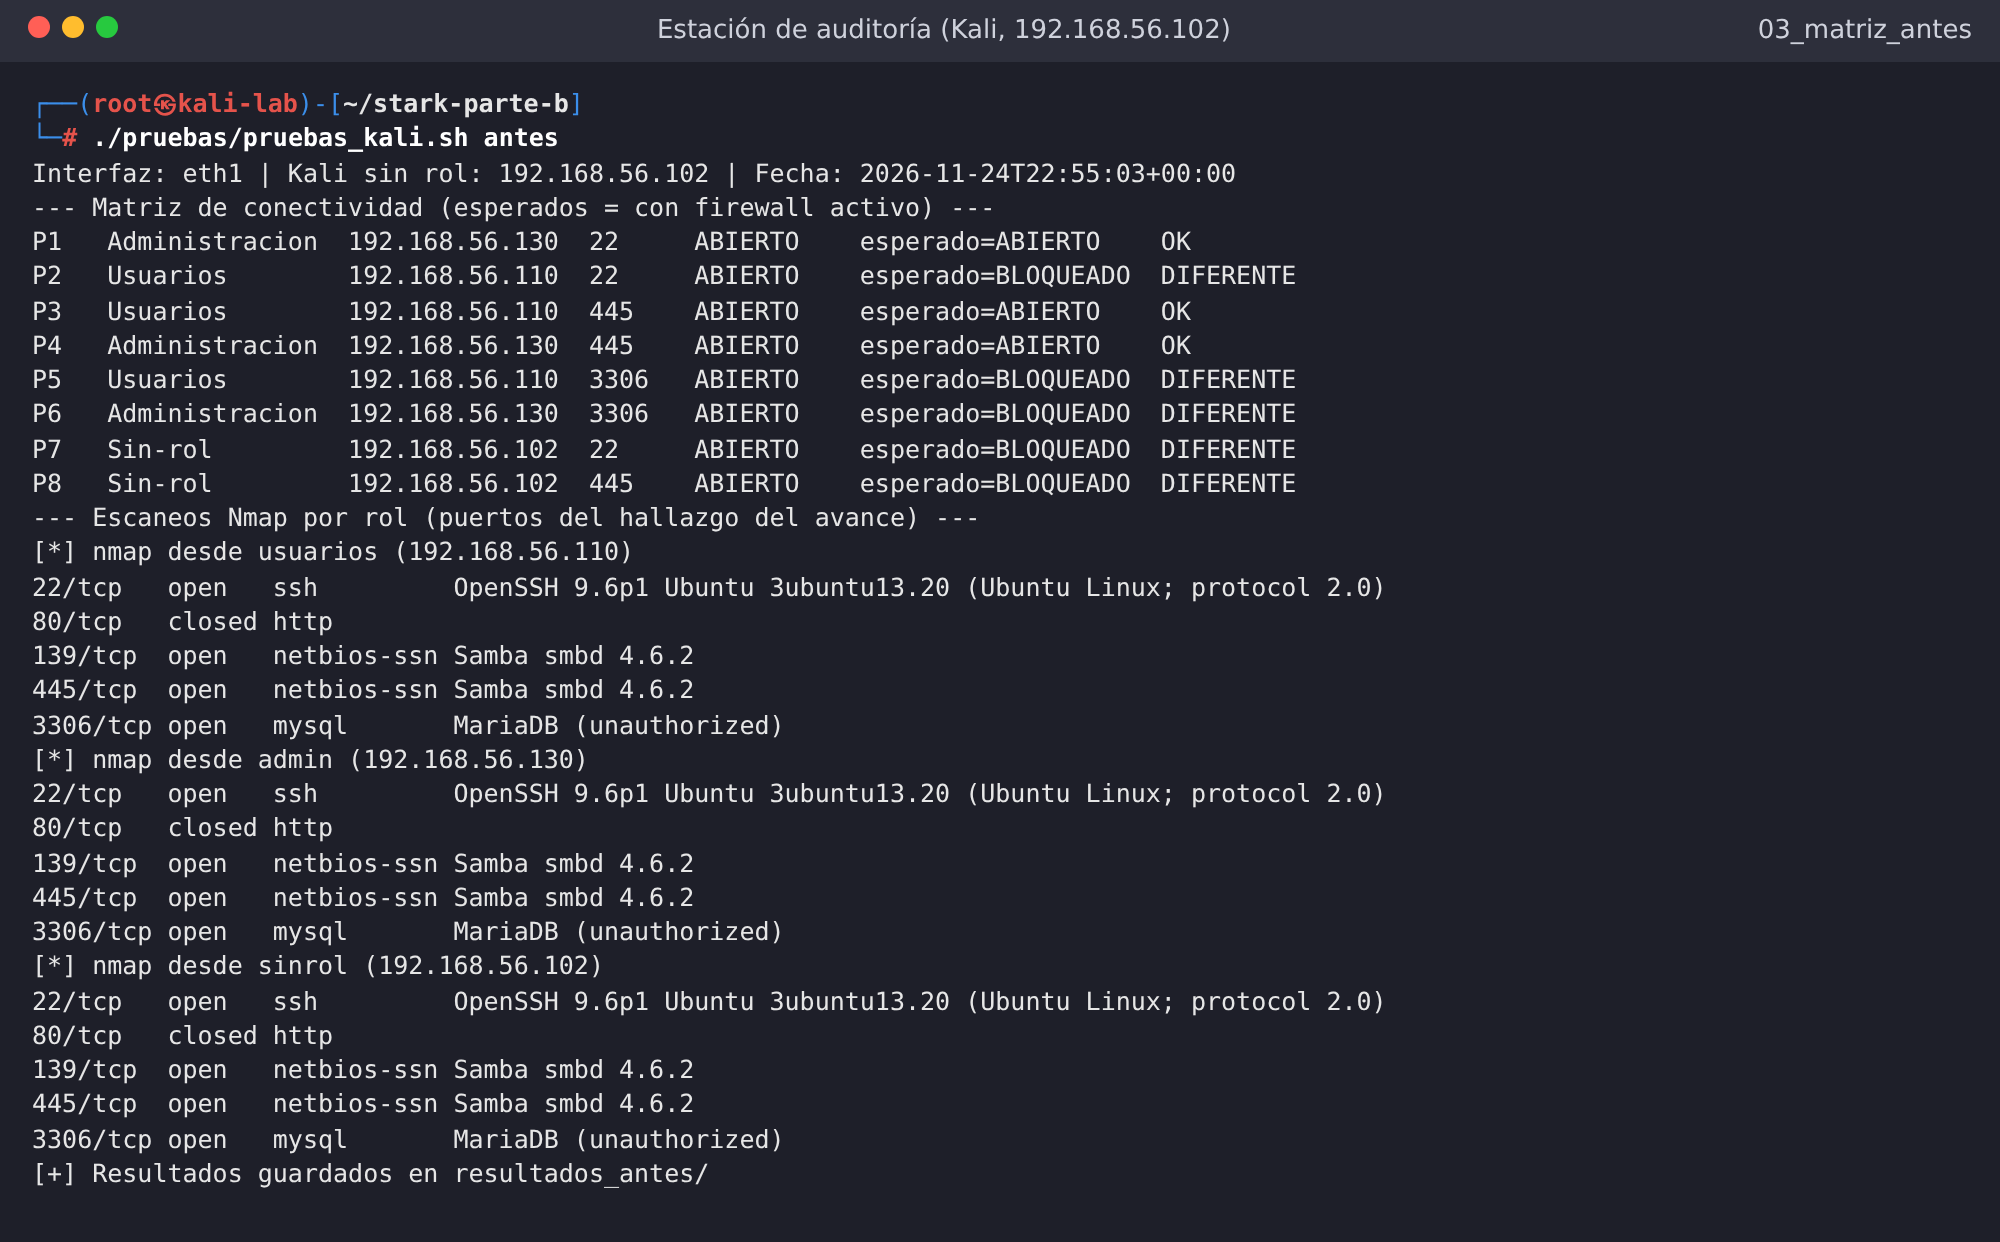 Estación de auditoría (Kali, 192.168.56.102)
03_matriz_antes
┌──(root㉿kali-lab)-[~/stark-parte-b]
└─# ./pruebas/pruebas_kali.sh antes
Interfaz: eth1 | Kali sin rol: 192.168.56.102 | Fecha: 2026-11-24T22:55:03+00:00
--- Matriz de conectividad (esperados = con firewall activo) ---
P1   Administracion  192.168.56.130  22     ABIERTO    esperado=ABIERTO    OK
P2   Usuarios        192.168.56.110  22     ABIERTO    esperado=BLOQUEADO  DIFERENTE
P3   Usuarios        192.168.56.110  445    ABIERTO    esperado=ABIERTO    OK
P4   Administracion  192.168.56.130  445    ABIERTO    esperado=ABIERTO    OK
P5   Usuarios        192.168.56.110  3306   ABIERTO    esperado=BLOQUEADO  DIFERENTE
P6   Administracion  192.168.56.130  3306   ABIERTO    esperado=BLOQUEADO  DIFERENTE
P7   Sin-rol         192.168.56.102  22     ABIERTO    esperado=BLOQUEADO  DIFERENTE
P8   Sin-rol         192.168.56.102  445    ABIERTO    esperado=BLOQUEADO  DIFERENTE
--- Escaneos Nmap por rol (puertos del hallazgo del avance) ---
[*] nmap desde usuarios (192.168.56.110)
22/tcp   open   ssh         OpenSSH 9.6p1 Ubuntu 3ubuntu13.20 (Ubuntu Linux; protocol 2.0)
80/tcp   closed http
139/tcp  open   netbios-ssn Samba smbd 4.6.2
445/tcp  open   netbios-ssn Samba smbd 4.6.2
3306/tcp open   mysql       MariaDB (unauthorized)
[*] nmap desde admin (192.168.56.130)
22/tcp   open   ssh         OpenSSH 9.6p1 Ubuntu 3ubuntu13.20 (Ubuntu Linux; protocol 2.0)
80/tcp   closed http
139/tcp  open   netbios-ssn Samba smbd 4.6.2
445/tcp  open   netbios-ssn Samba smbd 4.6.2
3306/tcp open   mysql       MariaDB (unauthorized)
[*] nmap desde sinrol (192.168.56.102)
22/tcp   open   ssh         OpenSSH 9.6p1 Ubuntu 3ubuntu13.20 (Ubuntu Linux; protocol 2.0)
80/tcp   closed http
139/tcp  open   netbios-ssn Samba smbd 4.6.2
445/tcp  open   netbios-ssn Samba smbd 4.6.2
3306/tcp open   mysql       MariaDB (unauthorized)
[+] Resultados guardados en resultados_antes/